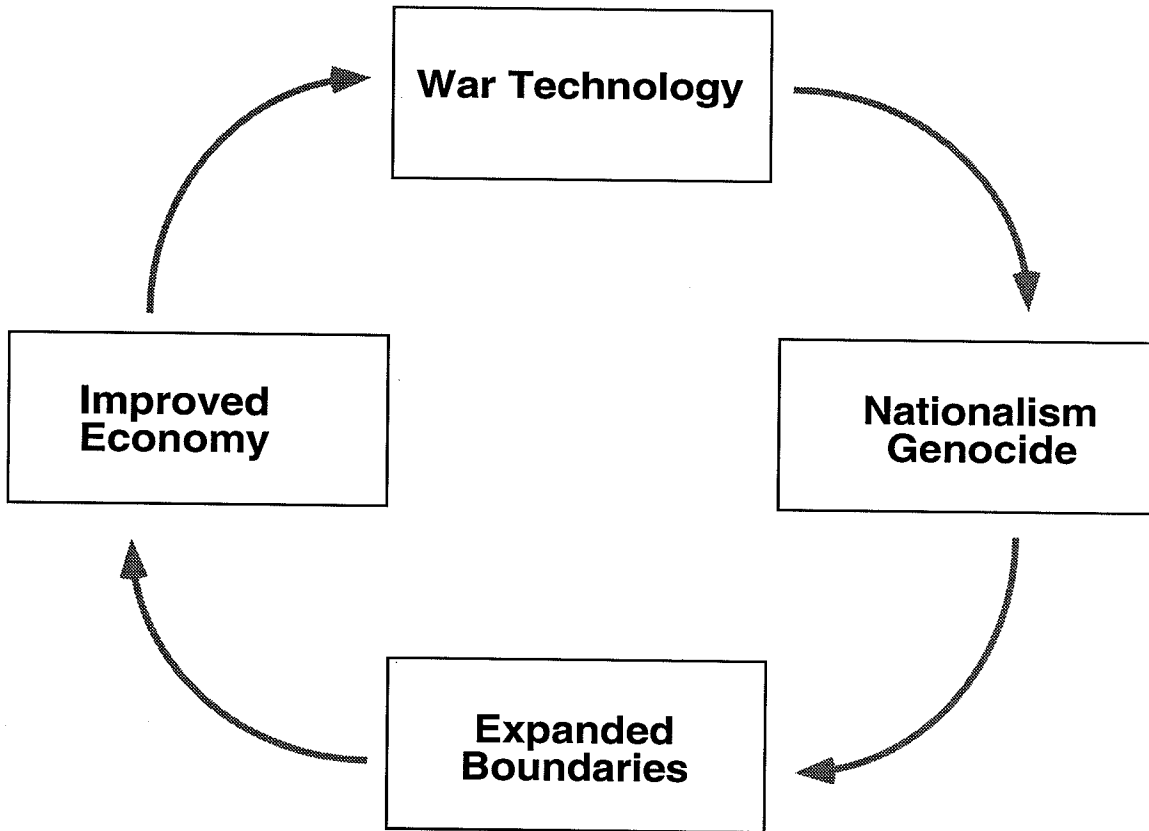 War Technology
Nationalism
Genocide
Expanded
Boundaries
Improved
Economy